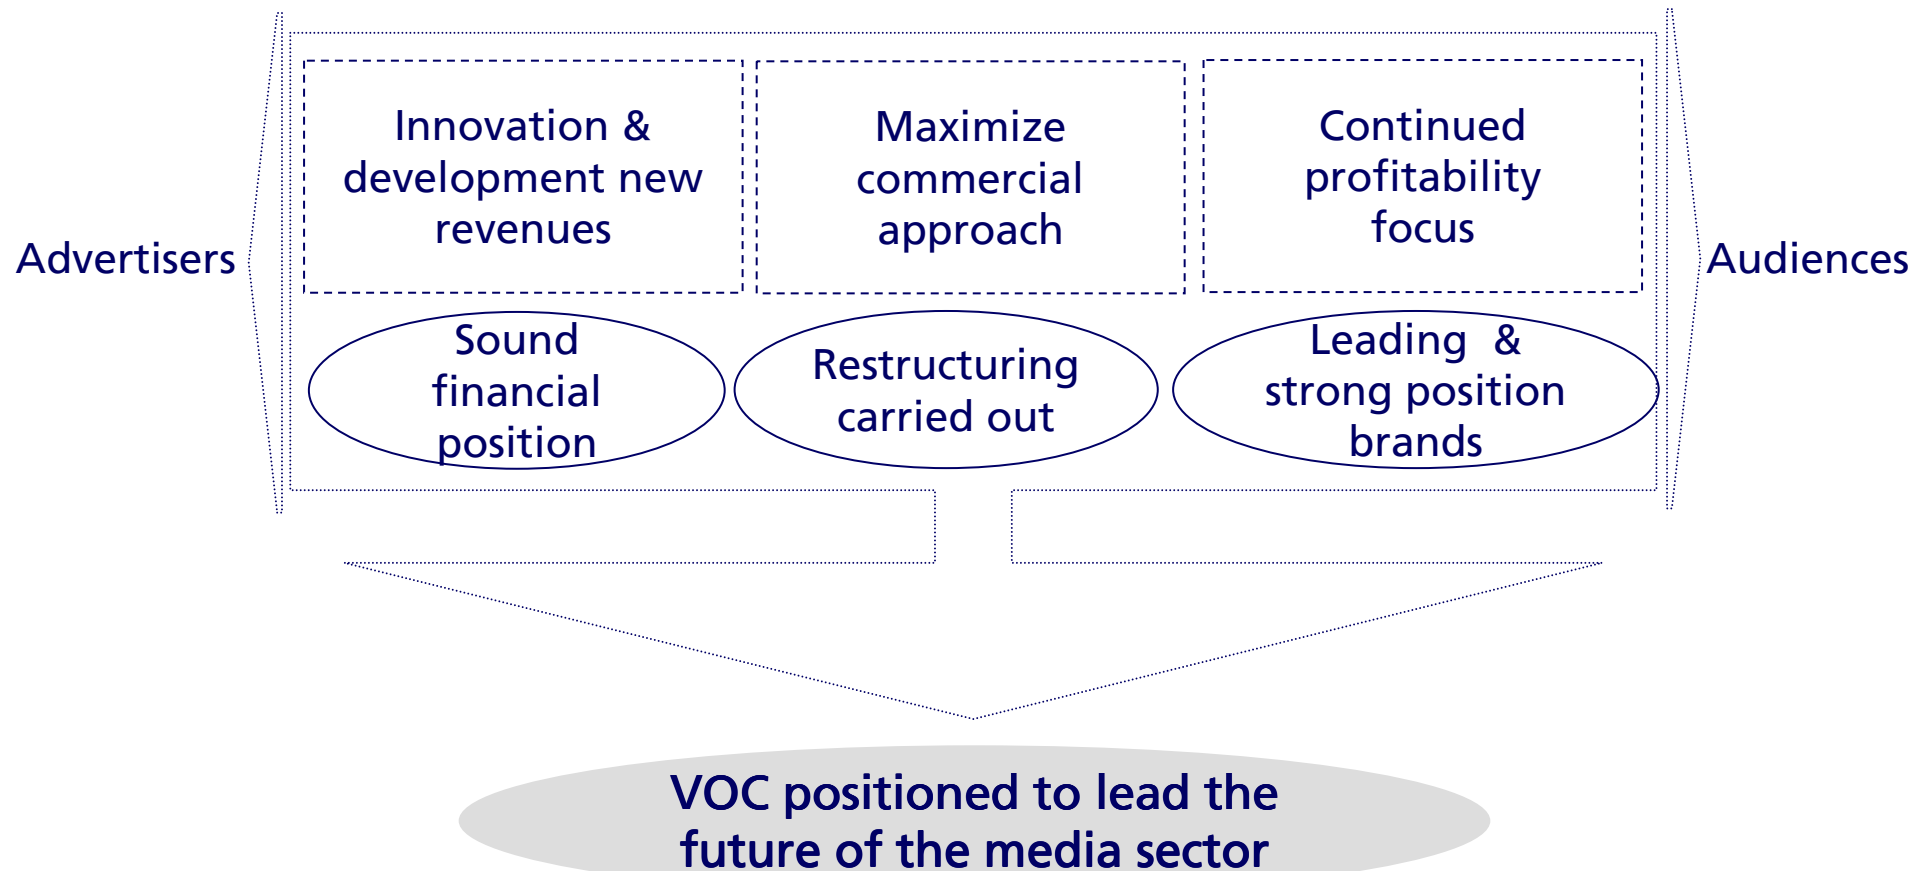 Advertisers
Innovation &
development new
revenues
Maximize
commercial
approach
Continued
profitability
focus
Audiences
Sound
financial
position
Restructuring
carried out
Leading  &
strong position
brands
VOC positioned to lead the
future of the media sector